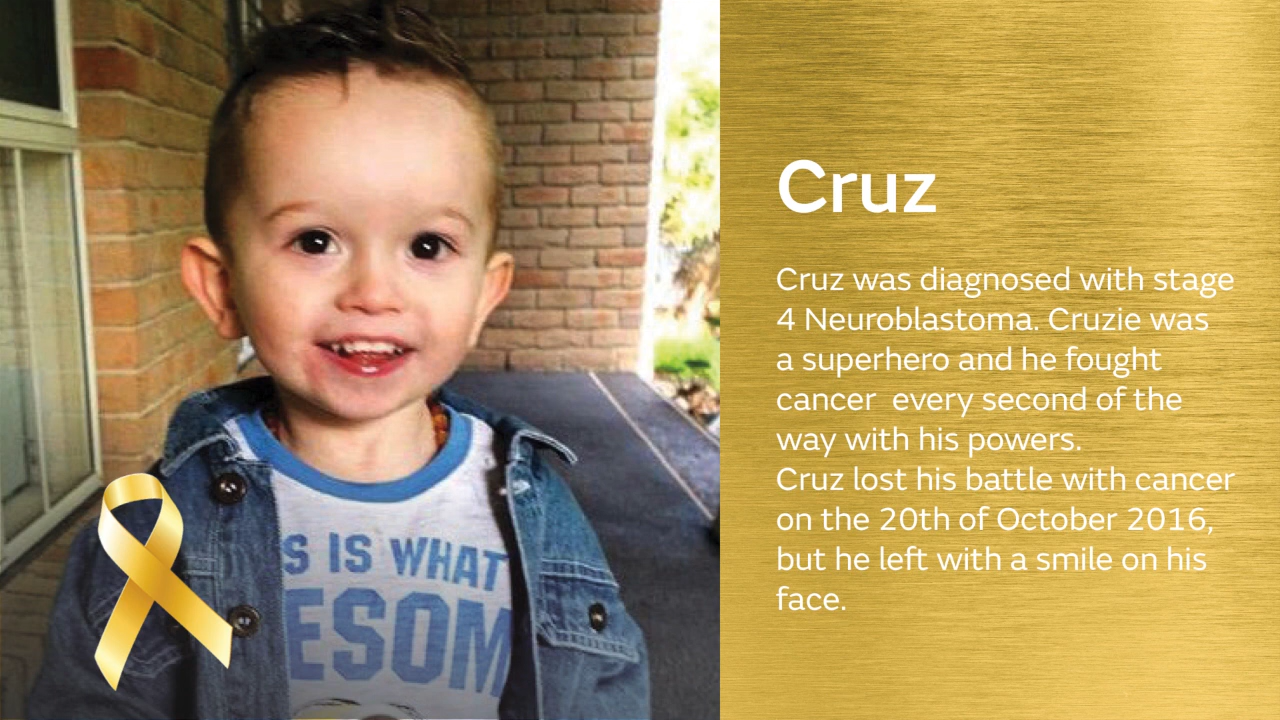 S IS WHAT
ESOM
Cruz
Cruz was diagnosed with stage
4 Neuroblastoma. Cruzie was
a superhero and he fought
cancer  every second of the
way with his powers.
Cruz lost his battle with cancer
on the 20th of October 2016,
but he left with a smile on his
face.